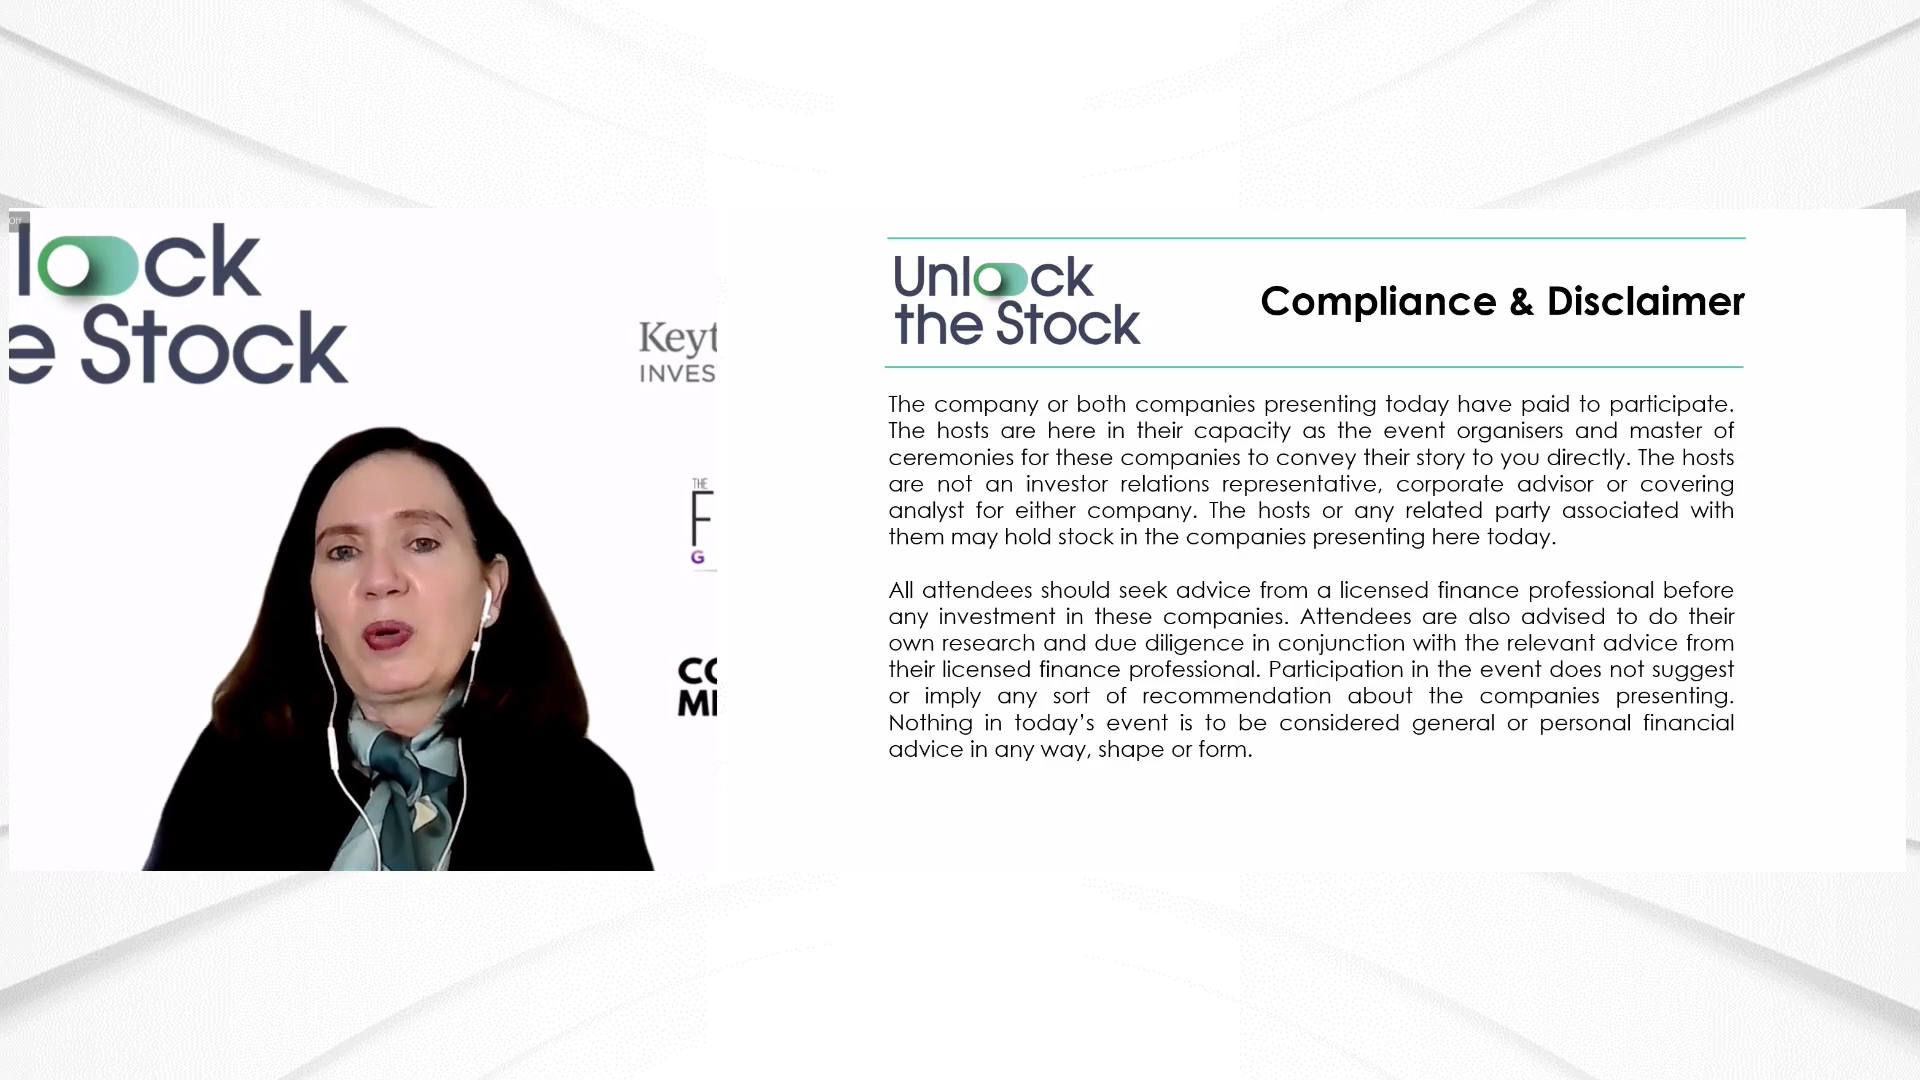 Off
lock
e Stock
Keyt
INVES
THE
F
G
CO
ME
Unlock
the Stock
Compliance & Disclaimer
The company or both companies presenting today have paid to participate.
The hosts are here in their capacity as the event organisers and master of
ceremonies for these companies to convey their story to you directly. The hosts
are not an investor relations representative, corporate advisor or covering
analyst for either company. The hosts or any related party associated with
them may hold stock in the companies presenting here today.
All attendees should seek advice from a licensed finance professional before
any investment in these companies. Attendees are also advised to do their
own research and due diligence in conjunction with the relevant advice from
their licensed finance professional. Participation in the event does not suggest
or imply any sort of recommendation about the companies presenting.
Nothing in today’s event is to be considered general or personal financial
advice in any way, shape or form.